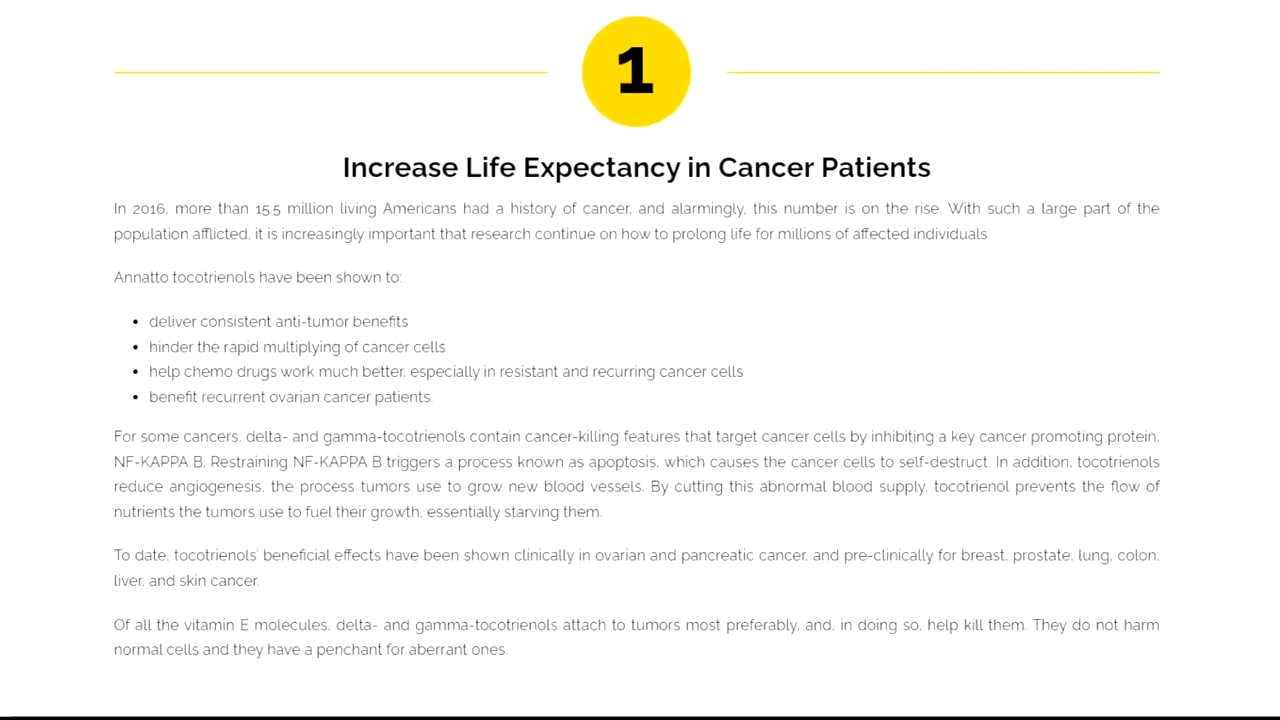 1
Increase Life Expectancy in Cancer Patients
In 2016, more than 15.5 million living Americans had a history of cancer, and alarmingly, this number is on the rise. With such a large part of the
population afflicted, it is increasingly important that research continue on how to prolong life for millions of affected individuals.
Annatto tocotrienols have been shown to:
• deliver consistent anti-tumor benefits
• hinder the rapid multiplying of cancer cells
• help chemo drugs work much better, especially in resistant and recurring cancer cells
• benefit recurrent ovarian cancer patients.
For some cancers, delta- and gamma-tocotrienols contain cancer-killing features that target cancer cells by inhibiting a key cancer promoting protein,
NF-KAPPA B. Restraining NF-KAPPA B triggers a process known as apoptosis, which causes the cancer cells to self-destruct. In addition, tocotrienols
reduce angiogenesis, the process tumors use to grow new blood vessels. By cutting this abnormal blood supply, tocotrienol prevents the flow of
nutrients the tumors use to fuel their growth, essentially starving them.
To date, tocotrienols' beneficial effects have been shown clinically in ovarian and pancreatic cancer, and pre-clinically for breast, prostate, lung, colon,
liver, and skin cancer.
Of all the vitamin E molecules, delta- and gamma-tocotrienols attach to tumors most preferably, and, in doing so, help kill them. They do not harm
normal cells and they have a penchant for aberrant ones.